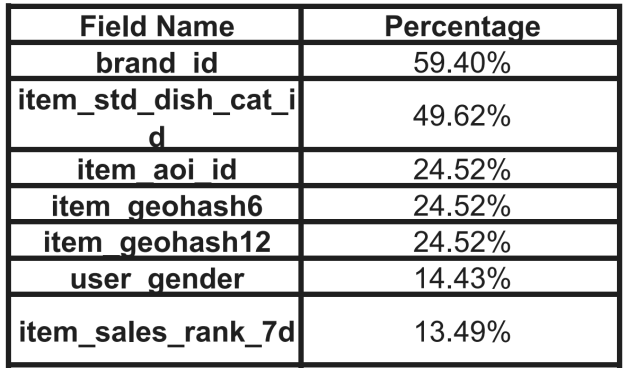 Field Name Percentage
brand_id 59.40%
item_std_dish_cat_i
d 49.62%
item_aoi_id 24.52%
item_geohash6 24.52%
item_geohash12 24.52%
user_gender 14.43%
item_sales_rank_7d 13.49%